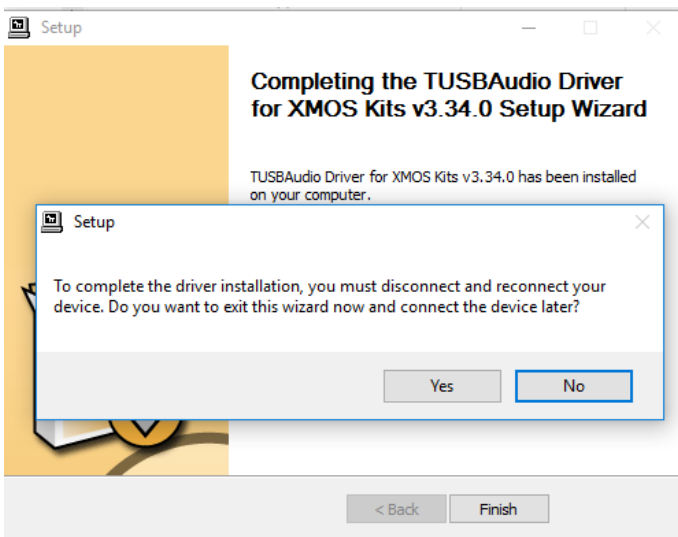 Setup
Completing the TUSBAudio Driver
for XMOS Kits v3.34.0 Setup Wizard
TUSBAudio Driver for XMOS Kits v3.34.0 has been installed
on your computer.
Setup
To complete the driver installation, you must disconnect and reconnect your
device. Do you want to exit this wizard now and connect the device later?
Yes No
< Back Finish